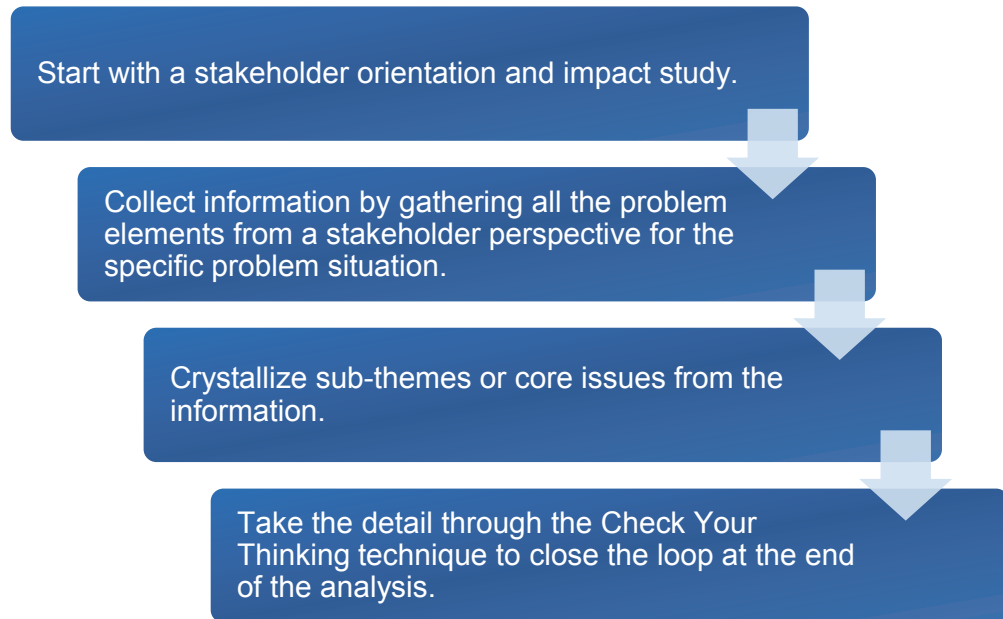 Start with a stakeholder orientation and impact study.
Collect information by gathering all the problem
elements from a stakeholder perspective for the
specific problem situation.
Crystallize sub-themes or core issues from the
information.
Take the detail through the Check Your
Thinking technique to close the loop at the end
of the analysis.